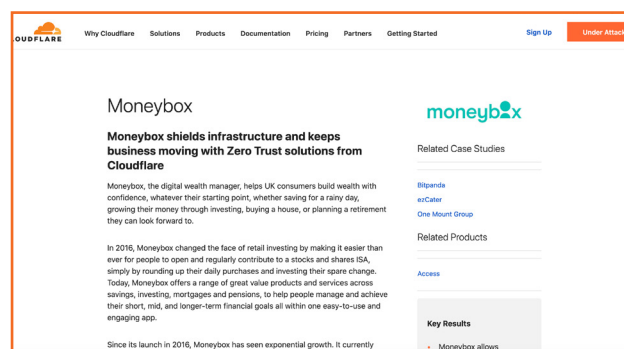 CLOUDFLARE
Why Cloudflare Solutions Products Documentation Pricing Partners Getting Started Sign Up Under Attack
Moneybox
Moneybox shields infrastructure and keeps
business moving with Zero Trust solutions from
Cloudflare
Moneybox, the digital wealth manager, helps UK consumers build wealth with
confidence, whatever their starting point, whether saving for a rainy day,
growing their money through investing, buying a house, or planning a retirement
they can look forward to.
In 2016, Moneybox changed the face of retail investing by making it easier than
ever for people to open and regularly contribute to a stocks and shares ISA,
simply by rounding up their daily purchases and investing their spare change.
Today, Moneybox offers a range of great value products and services across
savings, investing, mortgages and pensions, to help people manage and achieve
their short, mid, and longer-term financial goals all within one easy-to-use and
engaging app.
Since its launch in 2016, Moneybox has seen exponential growth. It currently
moneybox
Related Case Studies
Bitpanda
ezCater
One Mount Group
Related Products
Access
Key Results
• Moneybox allows